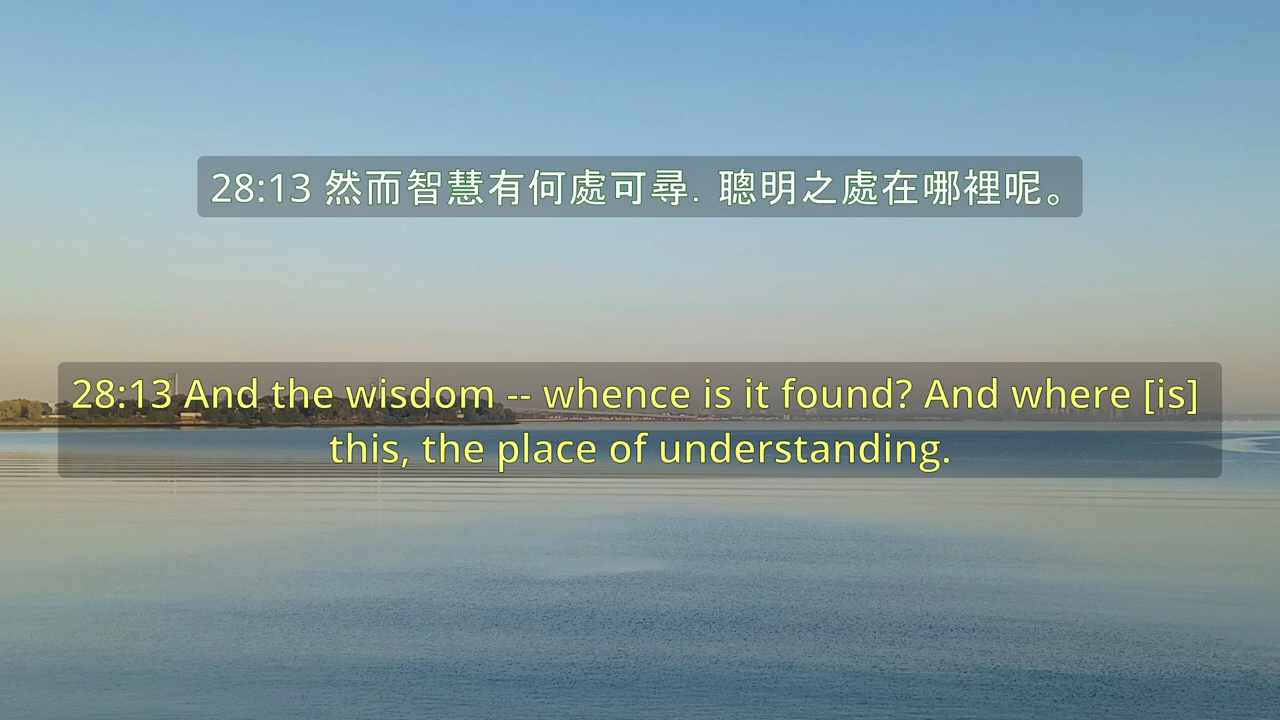 28:13 然而智慧有何處可尋．聰明之處在哪裡呢。
28:13 And the wisdom -- whence is it found? And where [is]
this, the place of understanding.